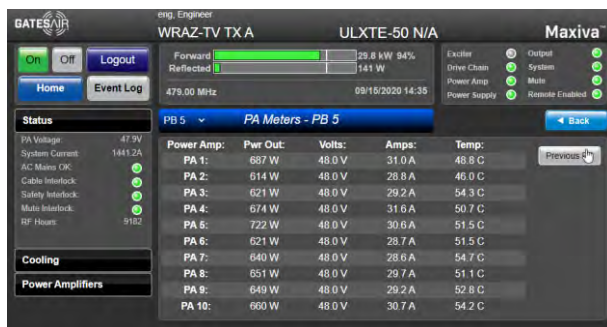 GATESAIR
eng, Engineer
WRAZ-TV TX A
ULXTE-50 N/A
Maxiva
On
Off
Logout
Home
Event Log
Forward
29.8 kW 94%
Reflected
141 W
479.00 MHz
09/15/2020 14:35
Exciter
Output
Drive Chain
System
Power Amp
Mute
Power Supply
Remote Enabled
Status
PB 5
PA Meters - PB 5
Back
PA Voltage: 47.9V
System Current: 1441.2A
AC Mains OK:
Cable Interlock:
Safety Interlock:
Mute Interlock:
RF Hours: 9182
Cooling
Power Amplifiers
Power Amp: Pwr Out: Volts: Amps: Temp:
PA 1: 687 W 48.0 V 31.0 A 48.8 C
PA 2: 614 W 48.0 V 28.8 A 46.0 C
PA 3: 621 W 48.0 V 29.2 A 54.3 C
PA 4: 674 W 48.0 V 31.6 A 50.7 C
PA 5: 722 W 48.0 V 30.6 A 51.5 C
PA 6: 621 W 48.0 V 28.7 A 51.5 C
PA 7: 640 W 48.0 V 28.6 A 54.7 C
PA 8: 651 W 48.0 V 29.7 A 51.1 C
PA 9: 649 W 48.0 V 29.2 A 52.8 C
PA 10: 660 W 48.0 V 30.7 A 54.2 C
Previous